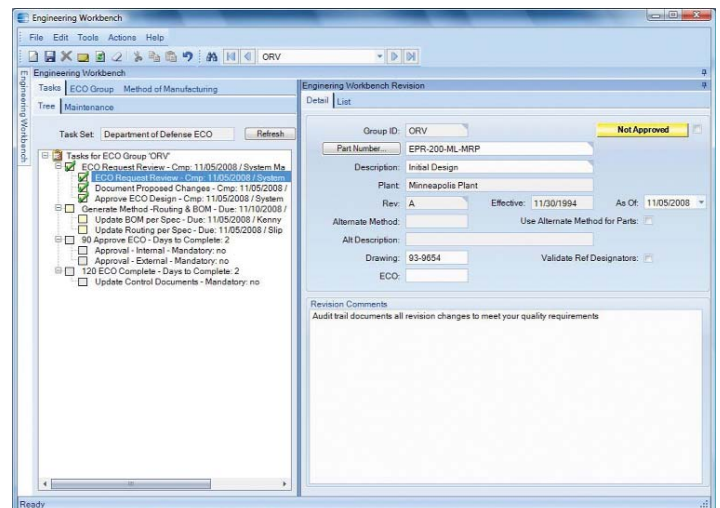 Engineering Workbench
File Edit Tools Actions Help
ORV
Engineering Workbench
Engineering Workbench
Tasks ECO Group Method of Manufacturing
Tree Maintenance
Task Set: Department of Defense ECO Refresh
Tasks for ECO Group 'ORV'
ECO Request Review - Cmp: 11/05/2008 / System Ma
ECO Request Review - Cmp: 11/05/2008 / System
Document Proposed Changes - Cmp: 11/05/2008 /
Approve ECO Design - Cmp: 11/05/2008 / System
Generate Method -Routing & BOM - Due: 11/10/2008 /
Update BOM per Spec - Due: 11/05/2008 / Kenny
Update Routing per Spec - Due: 11/05/2008 / Slip
90 Approve ECO - Days to Complete: 2
Approval - Internal - Mandatory: no
Approval - External - Mandatory: no
120 ECO Complete - Days to Complete: 2
Update Control Documents - Mandatory: no
Engineering Workbench Revision
Detail List
Group ID: ORV Not Approved
Part Number... EPR-200-ML-MRP
Description: Initial Design
Plant: Minneapolis Plant
Rev: A Effective: 11/30/1994 As Of: 11/05/2008
Alternate Method: Use Alternate Method for Parts:
Alt Description:
Drawing: 93-9654 Validate Ref Designators:
ECO:
Revision Comments
Audit trail documents all revision changes to meet your quality requirements
Ready